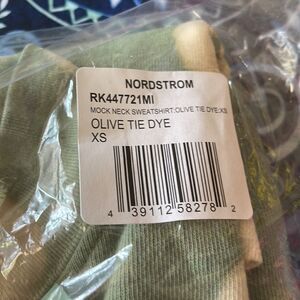 NORDSTROM
RK447721MI
MOCK NECK SWEATSHIRT:OLIVE TIE DYE:XS
OLIVE TIE DYE
XS
4 39112 58278 2